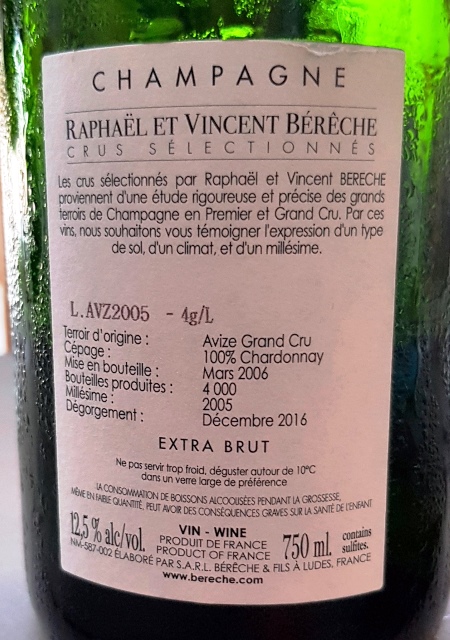 CHAMPAGNE
RAPHAËL ET VINCENT BÉRÊCHE
CRUS SÉLECTIONNÉS
Les crus sélectionnés par Raphaël et Vincent BERECHE
proviennent d'une étude rigoureuse et précise des grands
terroirs de Champagne en Premier et Grand Cru. Par ces
vins, nous souhaitons vous témoigner l'expression d'un type
de sol, d'un climat, et d'un millésime.
L.AVZ2005 - 4g/L
Terroir d'origine : Avize Grand Cru
Cépage : 100% Chardonnay
Mise en bouteille : Mars 2006
Bouteilles produites : 4 000
Millésime : 2005
Dégorgement : Décembre 2016
EXTRA BRUT
Ne pas servir trop froid, déguster autour de 10°C
dans un verre large de préférence
LA CONSOMMATION DE BOISSONS ALCOOLISÉES PENDANT LA GROSSESSE,
MÊME EN FAIBLE QUANTITÉ, PEUT AVOIR DES CONSÉQUENCES GRAVES SUR LA SANTÉ DE L'ENFANT
12,5 % alc/vol. VIN - WINE 750 ml. contains
PRODUIT DE FRANCE sulfites.
PRODUCT OF FRANCE
NM-587-002 ÉLABORÉ PAR S.A.R.L. BÉRÊCHE & FILS À LUDES, FRANCE
www.bereche.com